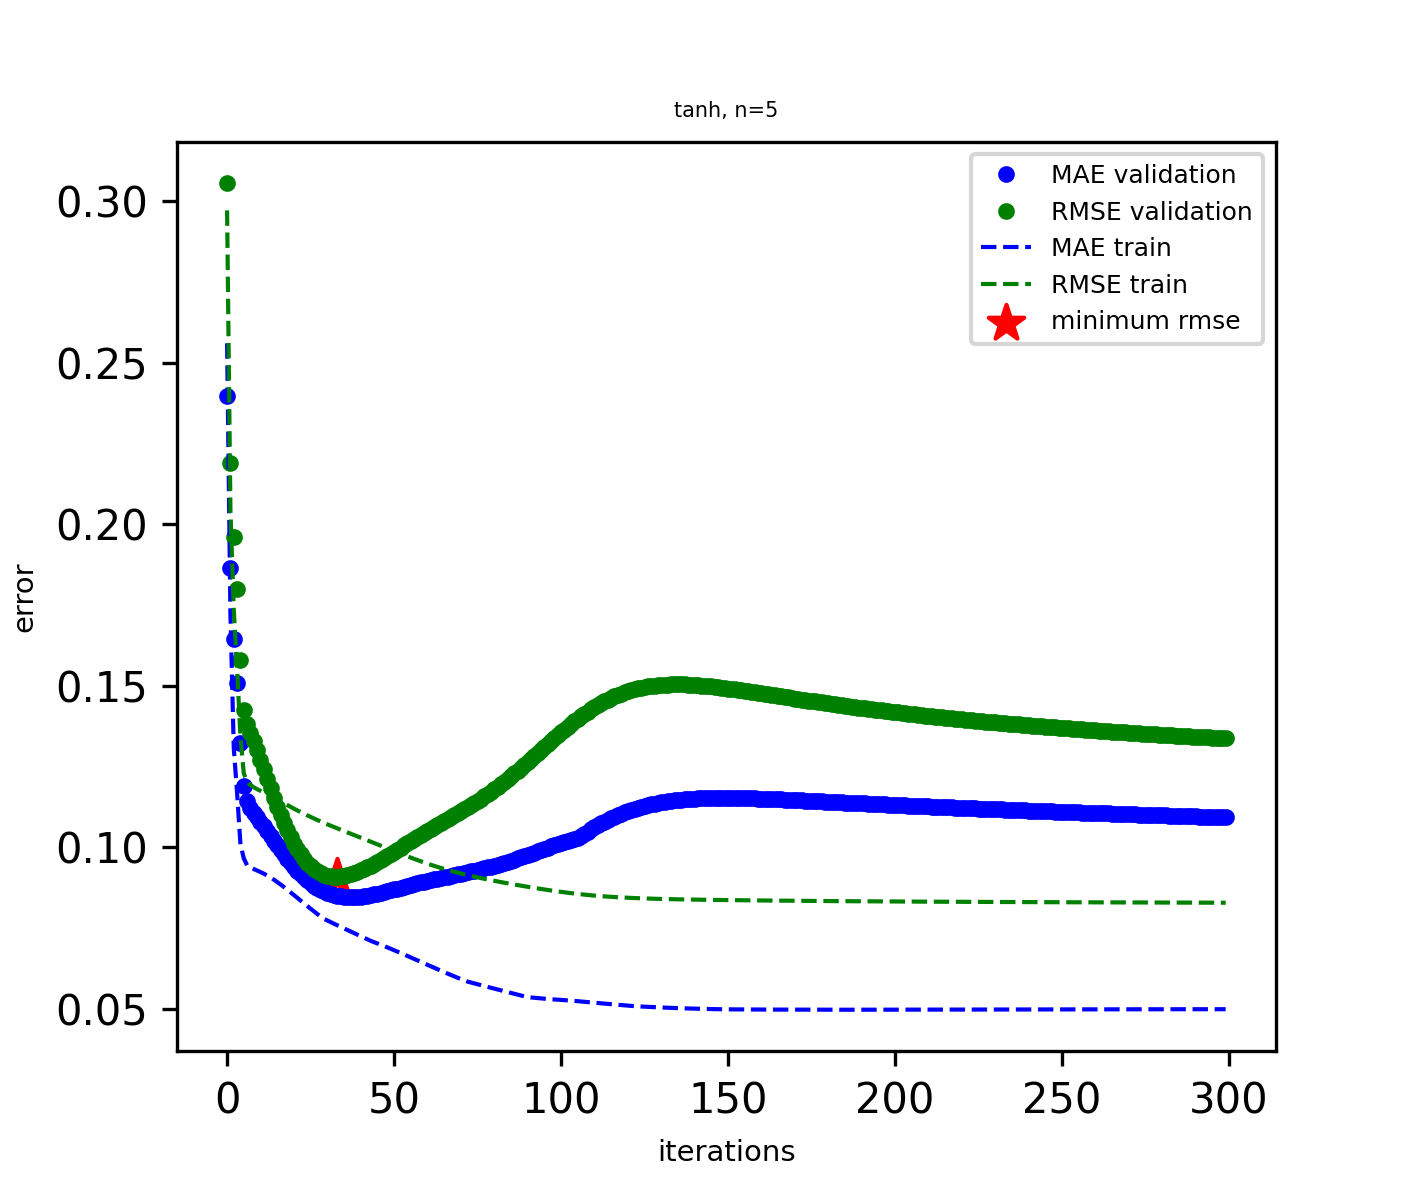 tanh, n=5
MAE validation
RMSE validation
MAE train
RMSE train
minimum rmse
0.30
0.25
0.20
0.15
0.10
0.05
error
0 50 100 150 200 250 300
iterations